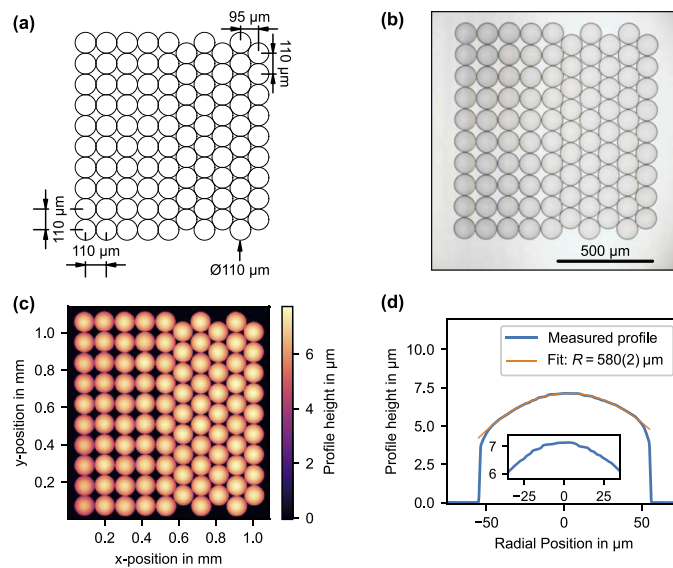 (a)
95 µm
110 µm
110 µm
110 µm
Ø110 µm
(b)
500 µm
(c)
1.0
0.8
0.6
0.4
0.2
y-position in mm
0.2 0.4 0.6 0.8 1.0
x-position in mm
6
4
2
0
Profile height in µm
(d)
Measured profile
Fit: R = 580(2) µm
10.0
7.5
5.0
2.5
0.0
Profile height in µm
7
6
−25 0 25
−50 0 50
Radial Position in µm